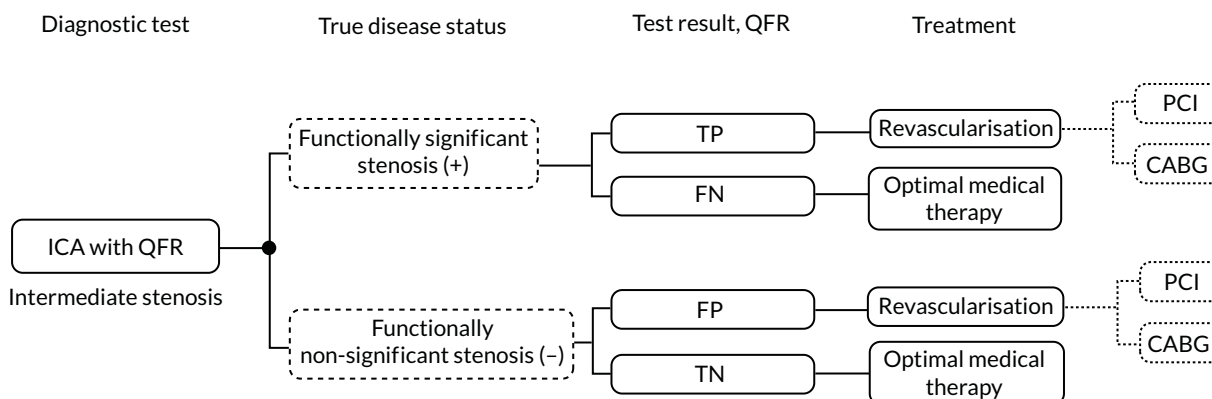 Diagnostic test
True disease status
Test result, QFR
Treatment
Functionally significant
stenosis (+)
TP
Revascularisation
PCI
CABG
FN
Optimal medical
therapy
ICA with QFR
Intermediate stenosis
Functionally
non-significant stenosis (–)
FP
Revascularisation
PCI
CABG
TN
Optimal medical
therapy